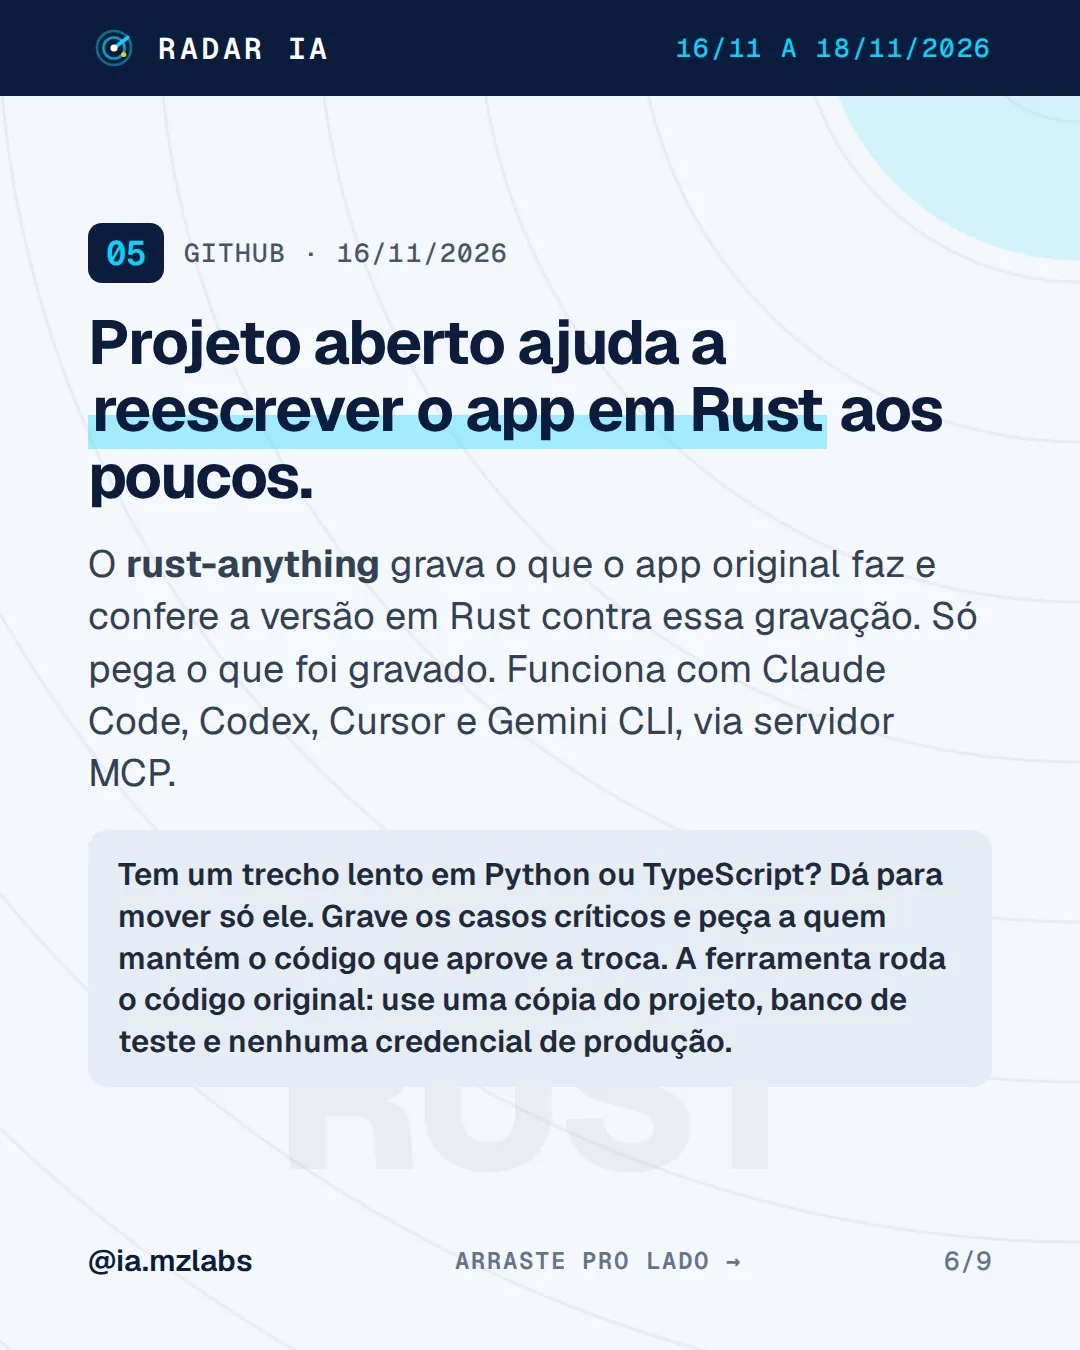 RADAR IA
16/11 A 18/11/2026
05
GITHUB · 16/11/2026
Projeto aberto ajuda a
reescrever o app em Rust aos
poucos.
O rust-anything grava o que o app original faz e
confere a versão em Rust contra essa gravação. Só
pega o que foi gravado. Funciona com Claude
Code, Codex, Cursor e Gemini CLI, via servidor
MCP.
Tem um trecho lento em Python ou TypeScript? Dá para
mover só ele. Grave os casos críticos e peça a quem
mantém o código que aprove a troca. A ferramenta roda
o código original: use uma cópia do projeto, banco de
teste e nenhuma credencial de produção.
RUST
@ia.mzlabs
ARRASTE PRO LADO →
6/9